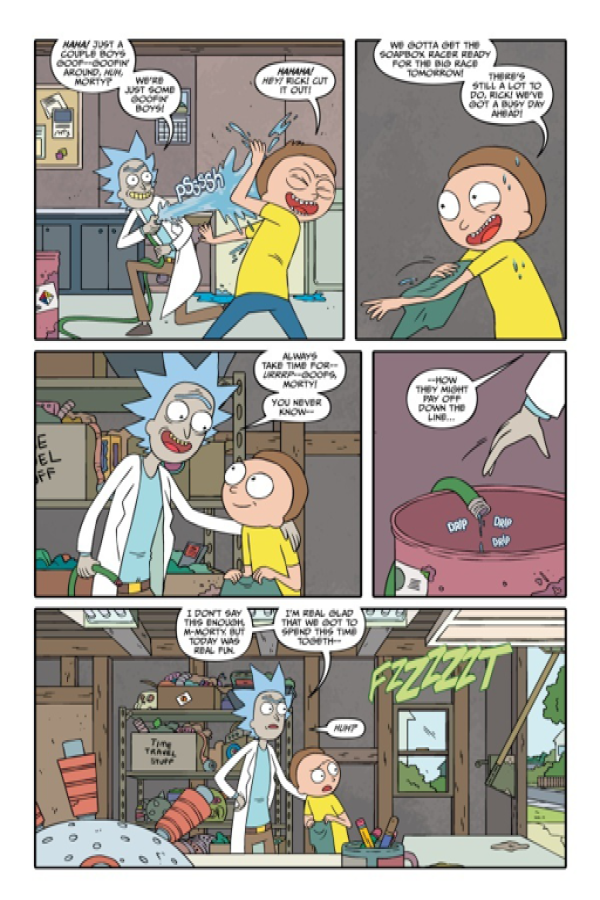 HAHA! JUST A
COUPLE BOYS
GOOF--GOOFIN'
AROUND, HUH,
MORTY?
WE'RE
JUST SOME
GOOFIN'
BOYS!
PSSSSH
HAHAHA!
HEY! RICK! CUT
IT OUT!
WE GOTTA GET THE
SOAPBOX RACER READY
FOR THE BIG RACE
TOMORROW!
THERE'S
STILL A LOT TO
DO, RICK! WE'VE
GOT A BUSY DAY
AHEAD!
ALWAYS
TAKE TIME FOR--
URRRP--GOOFS,
MORTY!
YOU NEVER
KNOW--
E
EL
FF
--HOW
THEY MIGHT
PAY OFF
DOWN THE
LINE...
DRIP
DRIP
DRIP
I DON'T SAY
THIS ENOUGH,
M-MORTY, BUT
TODAY WAS
REAL FUN.
I'M REAL GLAD
THAT WE GOT TO
SPEND THIS TIME
TOGETH--
FZZZZZT
HUH?
TIME
TRAVEL
STUFF